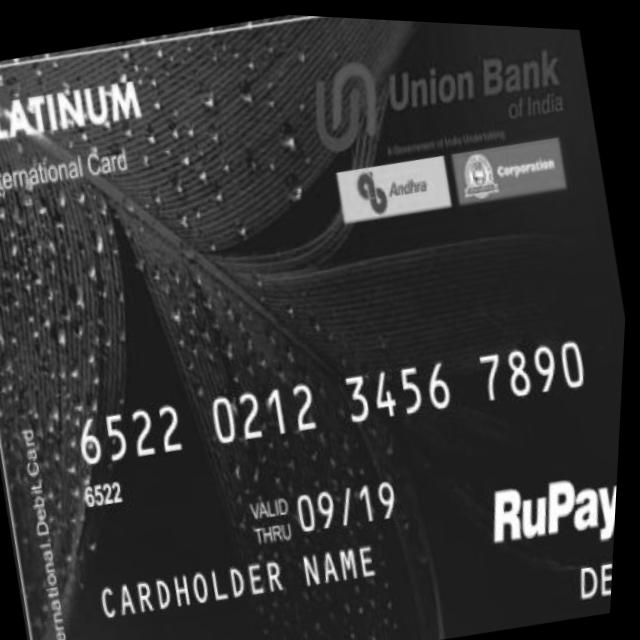 LATINUM
ternational Card
Union Bank
of India
A Government of India Undertaking
Andhra
Corporation
6522 0212 3456 7890
6522
VALID THRU 09/19
CARDHOLDER NAME
RuPay
DE
ernational Debit Card